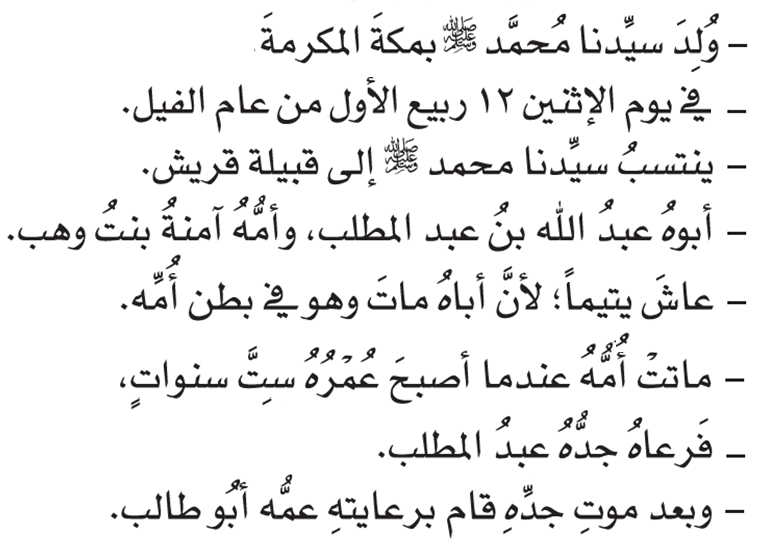 – وُلِدَ سيِّدنا مُحمَّد ﷺ بمكةَ المكرمةَ.
_ في يوم الإثنين ١٢ ربيع الأول من عام الفيل.
– ينتسبُ سيِّدنا محمد ﷺ إلى قبيلة قريش.
– أبوهُ عبدُ الله بنُ عبد المطلب، وأمُّهُ آمنةُ بنتُ وهب.
– عاشَ يتيماً؛ لأنَّ أباهُ ماتَ وهو في بطن أُمِّه.
– ماتتْ أُمُّهُ عندما أصبحَ عُمْرُهُ ستَّ سنواتٍ،
_ فَرعاهُ جدُّهُ عبدُ المطلب.
– وبعد موتِ جدِّهِ قام برعايتهِ عمُّه أبُو طالب.